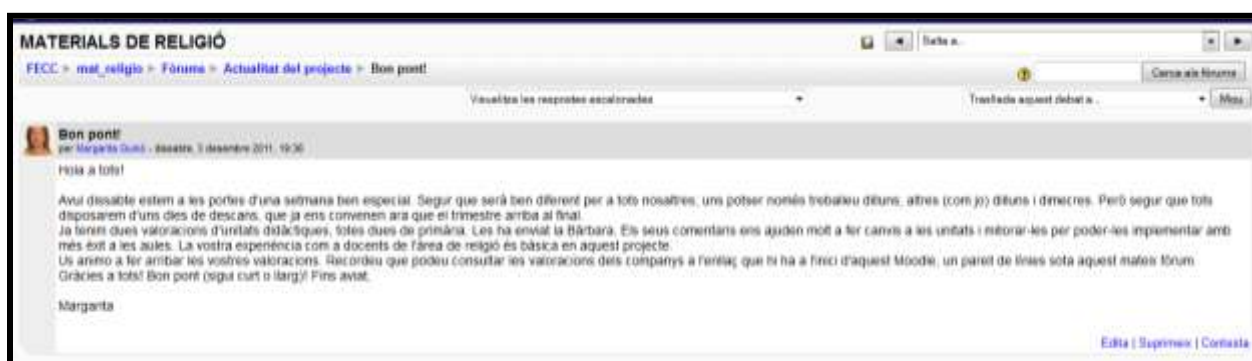 MATERIALS DE RELIGIÓ
Salta a...
FECC ► mat_religio ► Fòrums ► Actualitat del projecte ► Bon pont!
Cerca als fòrums
Visualitza les respostes escalonades
Trasllada aquest debat a...
Mou
Bon pont!
per Margarita - dissabte, 3 desembre 2011, 19:36
Hola a tots!
Avui dissabte estem a les portes d'una setmana ben especial. Segur que serà ben diferent per a tots nosaltres, uns potser només treballeu dilluns, altres (com jo) dilluns i dimecres. Però segur que tots
disposarem d'uns dies de descans, que ja ens convenen ara que el trimestre arriba al final.
Ja tenim dues valoracions d'unitats didàctiques, totes dues de primària. Les ha enviat la Bàrbara. Els seus comentaris ens ajuden molt a fer canvis a les unitats i millorar-les per poder-les implementar amb
més èxit a les aules. La vostra experiència com a docents de l'àrea de religió és bàsica en aquest projecte.
Us animo a fer arribar les vostres valoracions. Recordeu que podeu consultar les valoracions dels companys a l'enllaç que hi ha a l'inici d'aquest Moodle, un parell de línies sota aquest mateix fòrum.
Gràcies a tots! Bon pont (sigui curt o llarg)! Fins aviat,
Margarita
Edita | Suprimeix | Contesta